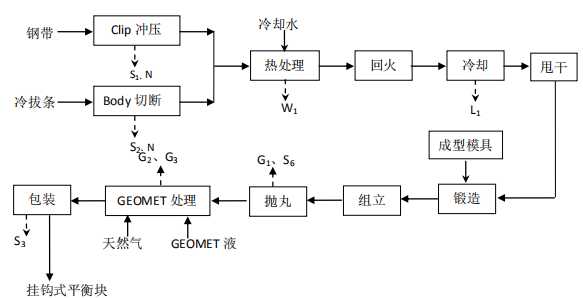 钢带
Clip 冲压
冷却水
S₁、N
热处理
回火
冷却
甩干
冷拔条
Body 切断
W₁
L₁
S₂、N
G₂、G₃
成型模具
G₁、S₆
包装
GEOMET 处理
抛丸
组立
锻造
S₃
天然气
GEOMET 液
挂钩式平衡块